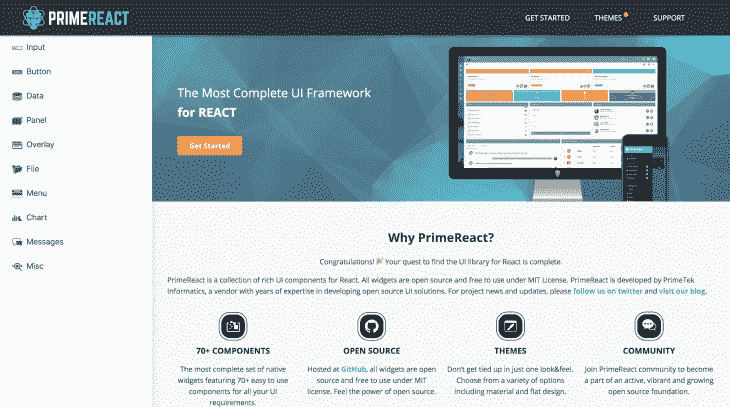 PRIMEREACT
GET STARTED
THEMES
SUPPORT
Input
Button
Data
Panel
Overlay
File
Menu
Chart
Messages
Misc
The Most Complete UI Framework
for REACT
Get Started
Why PrimeReact?
Congratulations! 🎉 Your quest to find the UI library for React is complete.
PrimeReact is a collection of rich UI components for React. All widgets are open source and free to use under MIT License. PrimeReact is developed by PrimeTek
Informatics, a vendor with years of expertise in developing open source UI solutions. For project news and updates, please follow us on twitter and visit our blog.
70+ COMPONENTS
The most complete set of native
widgets featuring 70+ easy to use
components for all your UI
requirements.
OPEN SOURCE
Hosted at GitHub, all widgets are open
source and free to use under MIT
license. Feel the power of open source.
THEMES
Don't get tied up in just one look&feel.
Choose from a variety of options
including material and flat design.
COMMUNITY
Join PrimeReact community to become
a part of an active, vibrant and growing
open source foundation.